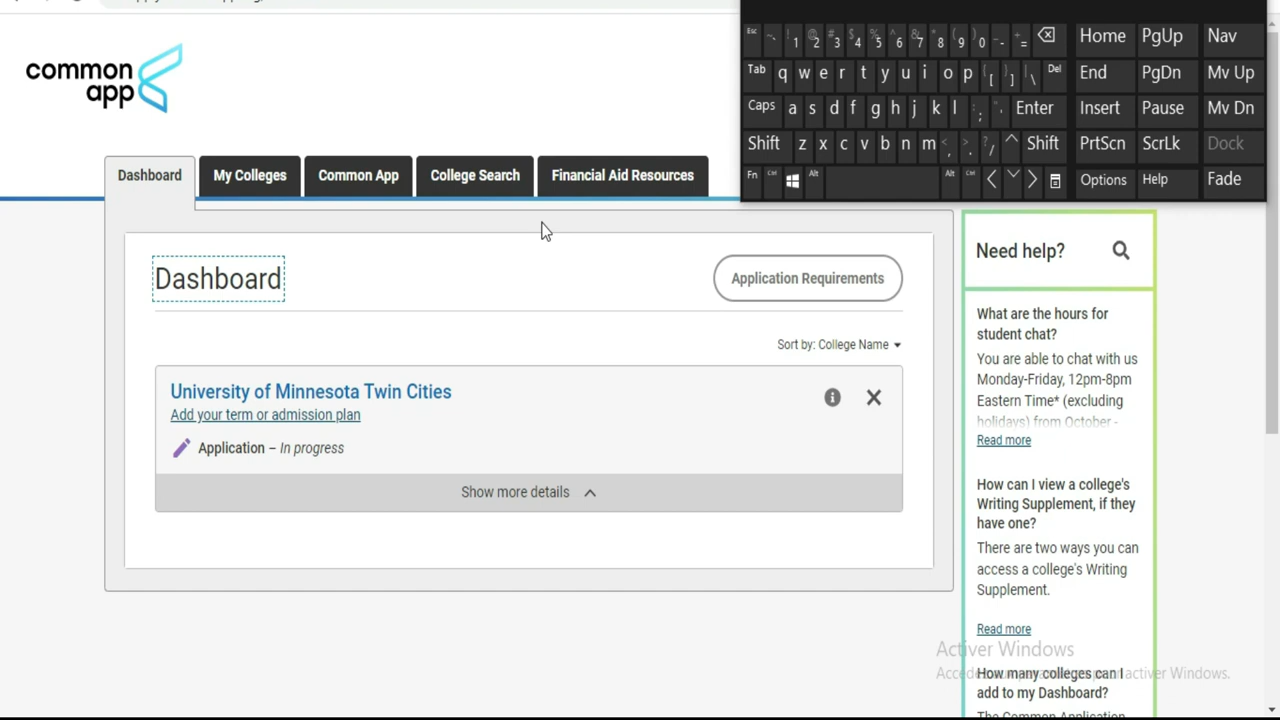 common
app
Dashboard
My Colleges
Common App
College Search
Financial Aid Resources
Esc ~ ` ! 1 @ 2 # 3 $ 4 % 5 ^ 6 & 7 * 8 ( 9 ) 0 _ - + = Home PgUp Nav
Tab q w e r t y u i o p { [ } ] | \ Del End PgDn Mv Up
Caps a s d f g h j k l : ; " ' Enter Insert Pause Mv Dn
Shift z x c v b n m < , > . ? / Shift PrtScn ScrLk Dock
Fn Ctrl Alt Alt Ctrl Options Help Fade
Dashboard
Application Requirements
Sort by: College Name
University of Minnesota Twin Cities
Add your term or admission plan
Application – In progress
Show more details
Need help?
What are the hours for
student chat?
You are able to chat with us
Monday-Friday, 12pm-8pm
Eastern Time* (excluding
holidays) from October -
Read more
How can I view a college's
Writing Supplement, if they
have one?
There are two ways you can
access a college's Writing
Supplement.
Read more
Activer Windows
activer Windows.
How many colleges can I
add to my Dashboard?
The Common Application